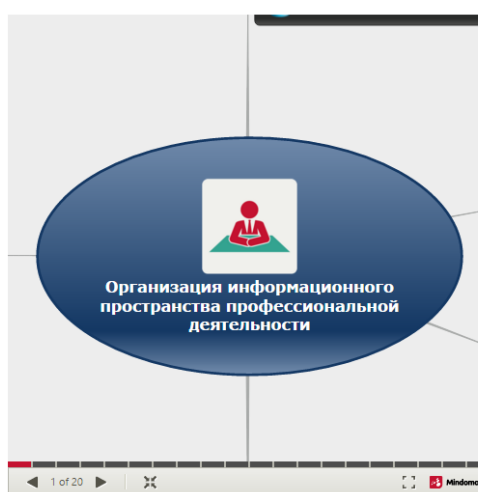 Организация информационного
пространства профессиональной
деятельности
1 of 20
Mindomo